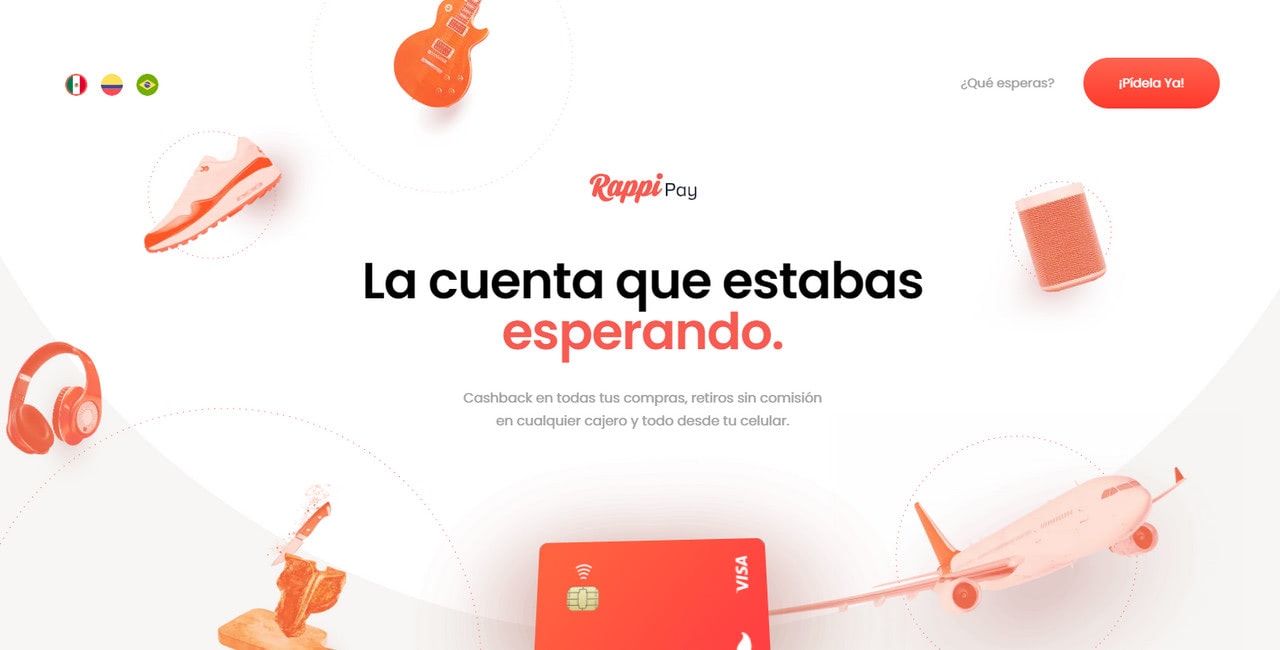 ¿Qué esperas?
¡Pídela Ya!
Rappi Pay
La cuenta que estabas
esperando.
Cashback en todas tus compras, retiros sin comisión
en cualquier cajero y todo desde tu celular.
VISA